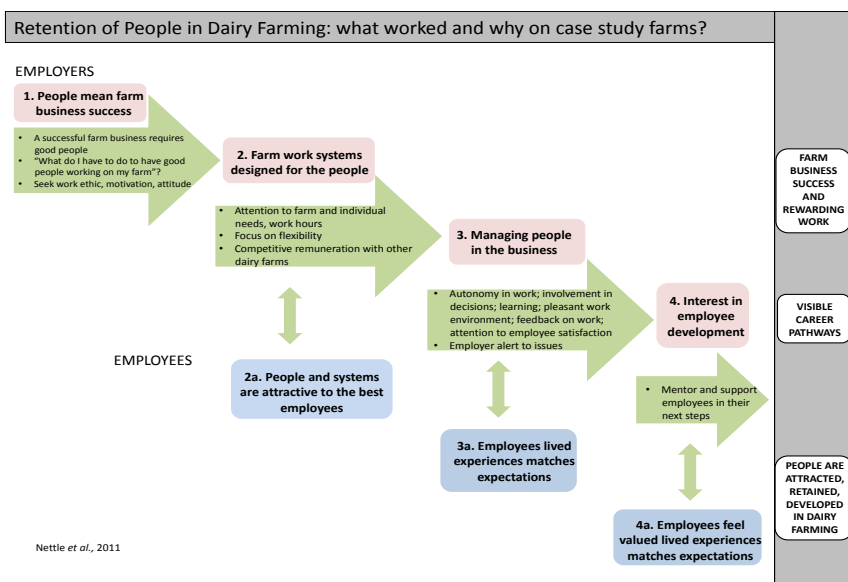 Retention of People in Dairy Farming: what worked and why on case study farms?
EMPLOYERS
1. People mean farm
business success
• A successful farm business requires
good people
• “What do I have to do to have good
people working on my farm”?
• Seek work ethic, motivation, attitude
2. Farm work systems
designed for the people
• Attention to farm and individual
needs, work hours
• Focus on flexibility
• Competitive remuneration with other
dairy farms
3. Managing people
in the business
• Autonomy in work; involvement in
decisions; learning; pleasant work
environment; feedback on work;
attention to employee satisfaction
• Employer alert to issues
4. Interest in
employee
development
• Mentor and support
employees in their
next steps
EMPLOYEES
2a. People and systems
are attractive to the best
employees
3a. Employees lived
experiences matches
expectations
4a. Employees feel
valued lived experiences
matches expectations
FARM
BUSINESS
SUCCESS
AND
REWARDING
WORK
VISIBLE
CAREER
PATHWAYS
PEOPLE ARE
ATTRACTED,
RETAINED,
DEVELOPED
IN DAIRY
FARMING
Nettle et al., 2011